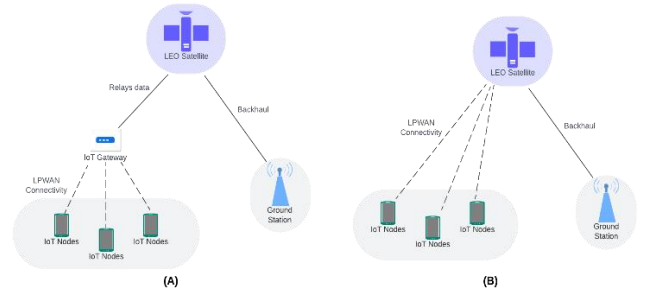 LEO Satellite
Relays data
Backhaul
IoT Gateway
LPWAN
Connectivity
IoT Nodes
IoT Nodes
IoT Nodes
Ground
Station
(A)
LEO Satellite
LPWAN
Connectivity
Backhaul
IoT Nodes
IoT Nodes
IoT Nodes
Ground
Station
(B)